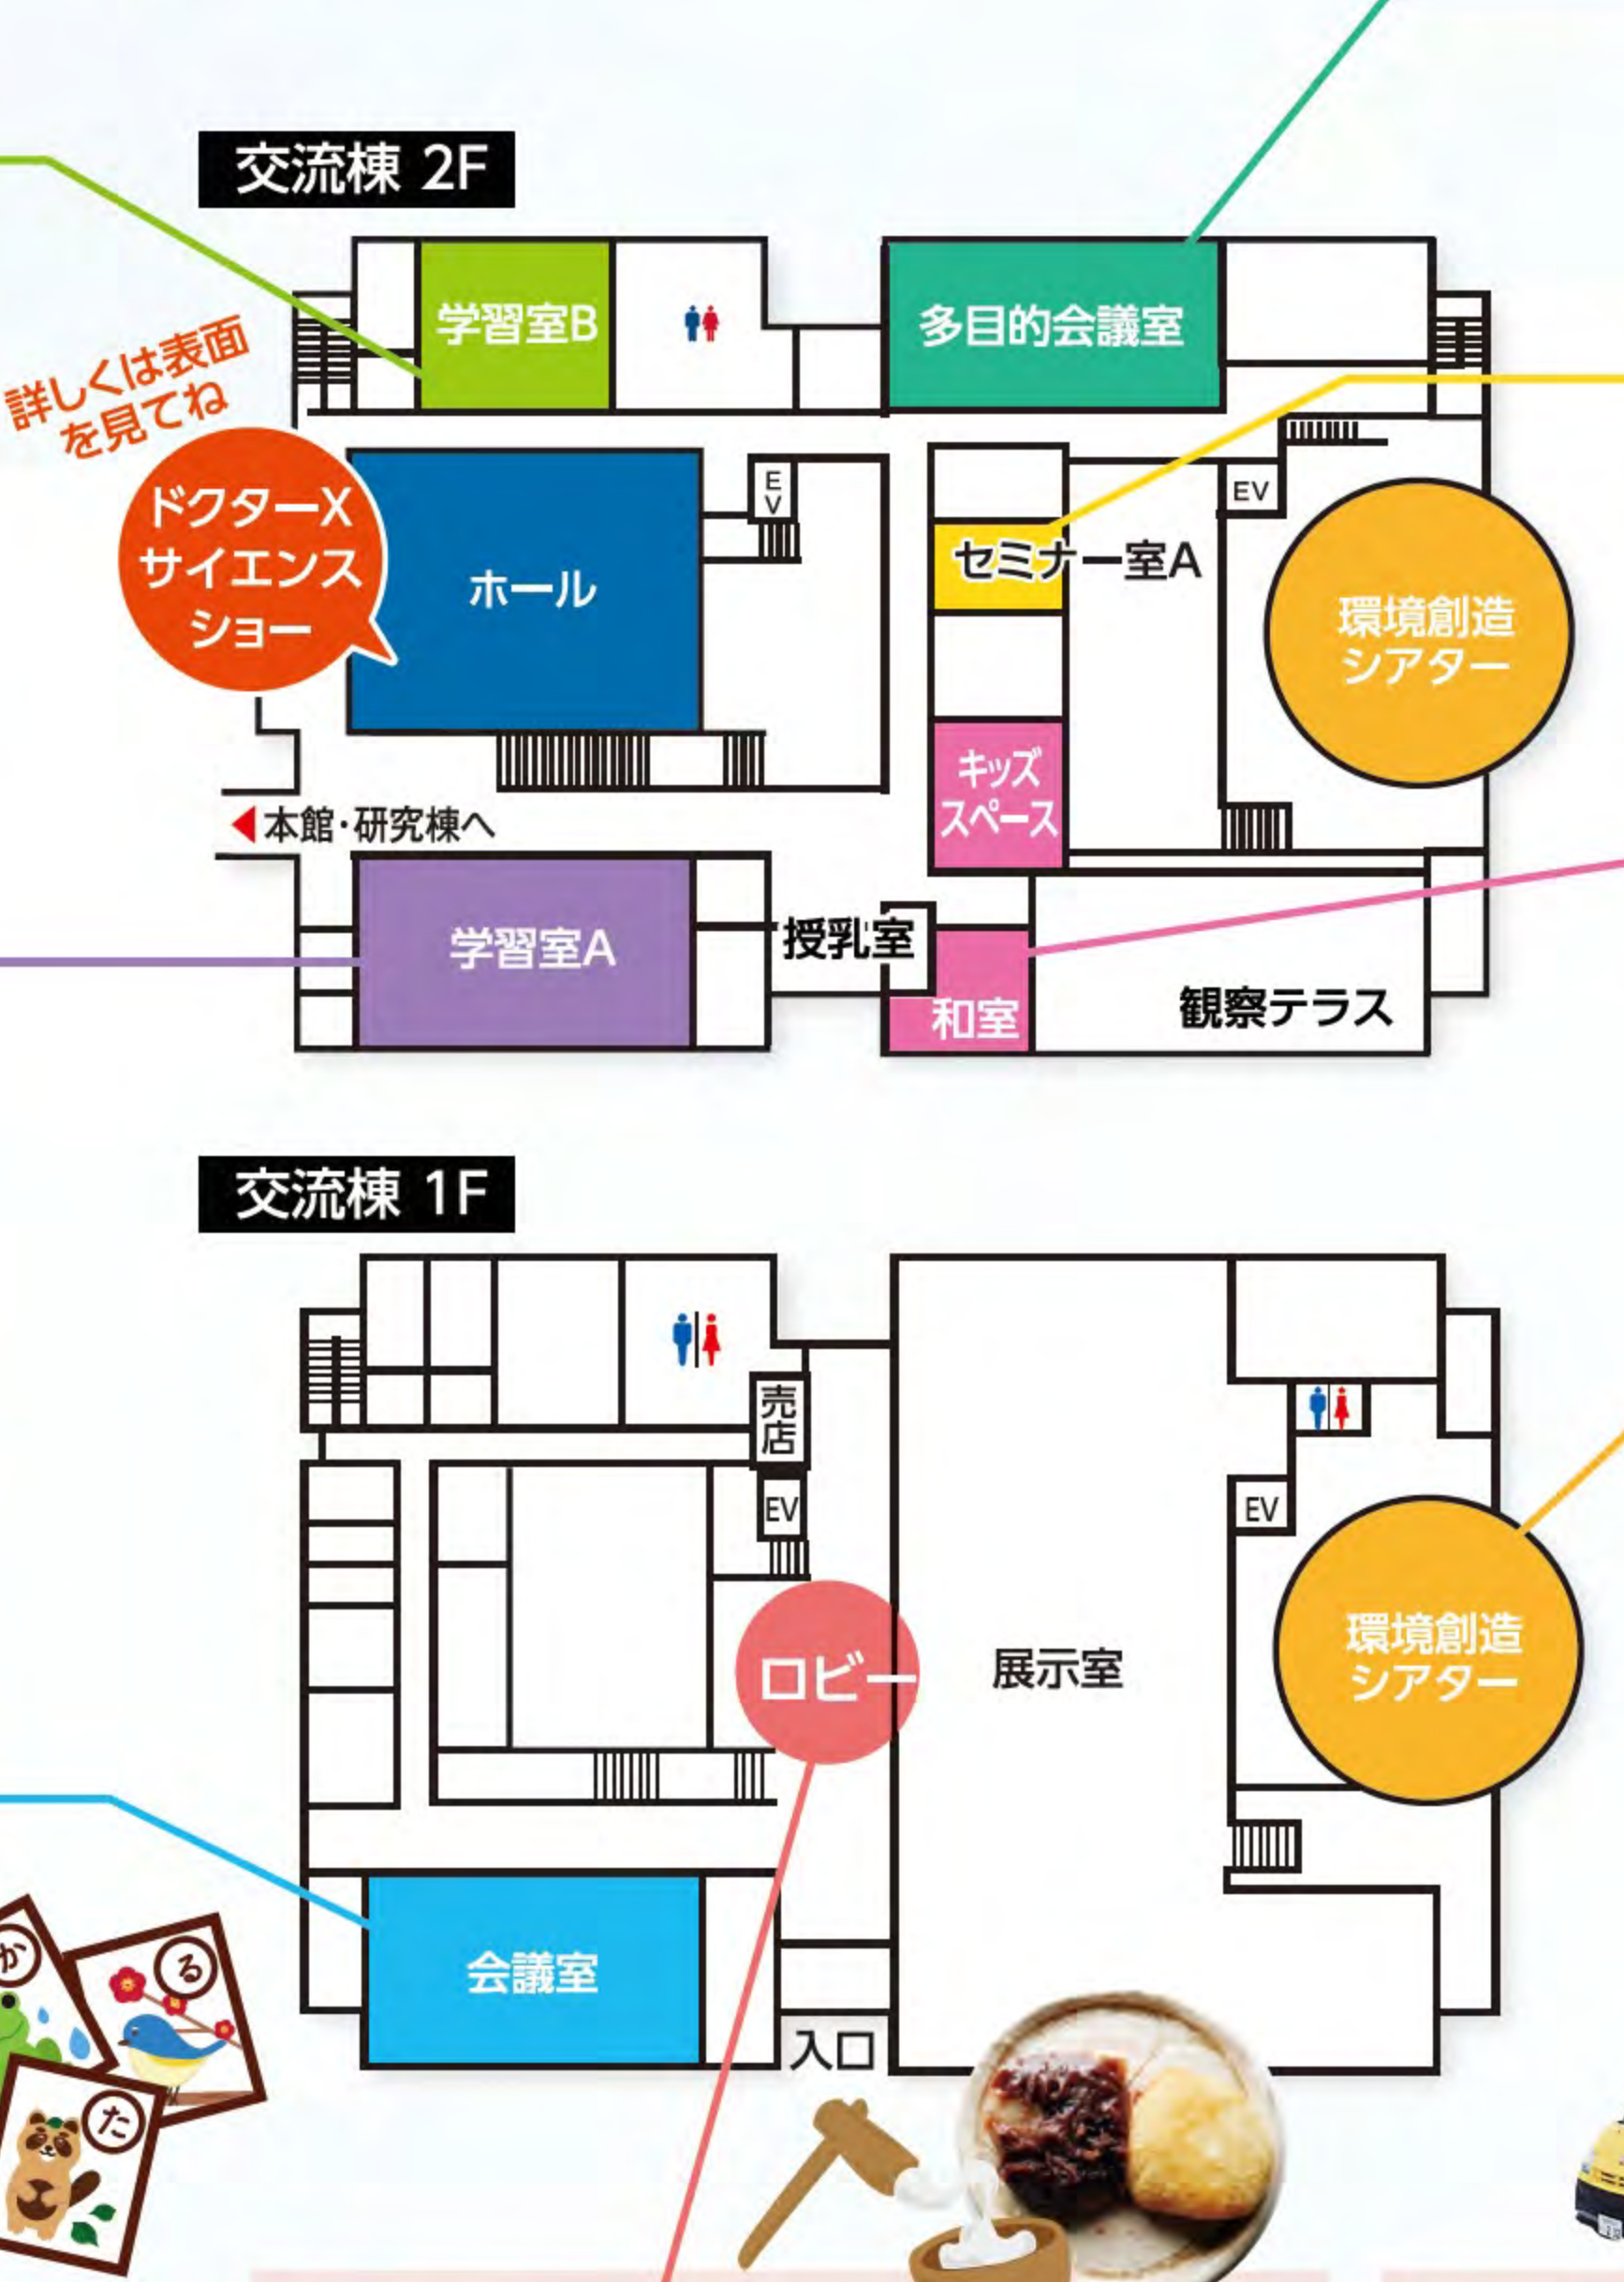 交流棟 2F
学習室B
多目的会議室
詳しくは表面
を見てね
ドクターX
サイエンス
ショー
ホール
EV
セミナー室A
EV
環境創造
シアター
キッズ
スペース
本館・研究棟へ
学習室A
授乳室
和室
観察テラス
交流棟 1F
売店
EV
EV
ロビー
展示室
環境創造
シアター
会議室
入口
か
る
た